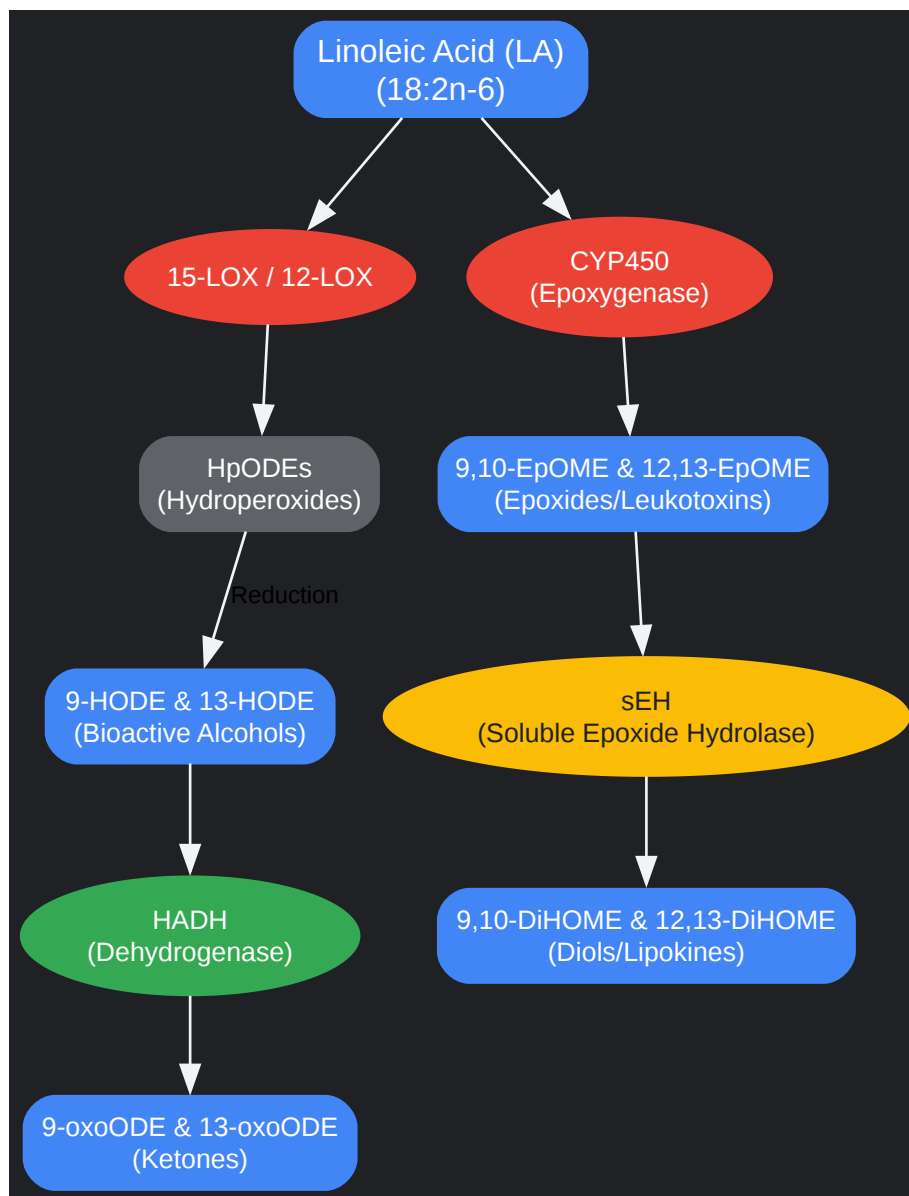 Linoleic Acid (LA)
(18:2n-6)
15-LOX / 12-LOX
CYP450
(Epoxygenase)
HpODEs
(Hydroperoxides)
9,10-EpOME & 12,13-EpOME
(Epoxides/Leukotoxins)
Reduction
9-HODE & 13-HODE
(Bioactive Alcohols)
sEH
(Soluble Epoxide Hydrolase)
HADH
(Dehydrogenase)
9,10-DiHOME & 12,13-DiHOME
(Diols/Lipokines)
9-oxoODE & 13-oxoODE
(Ketones)